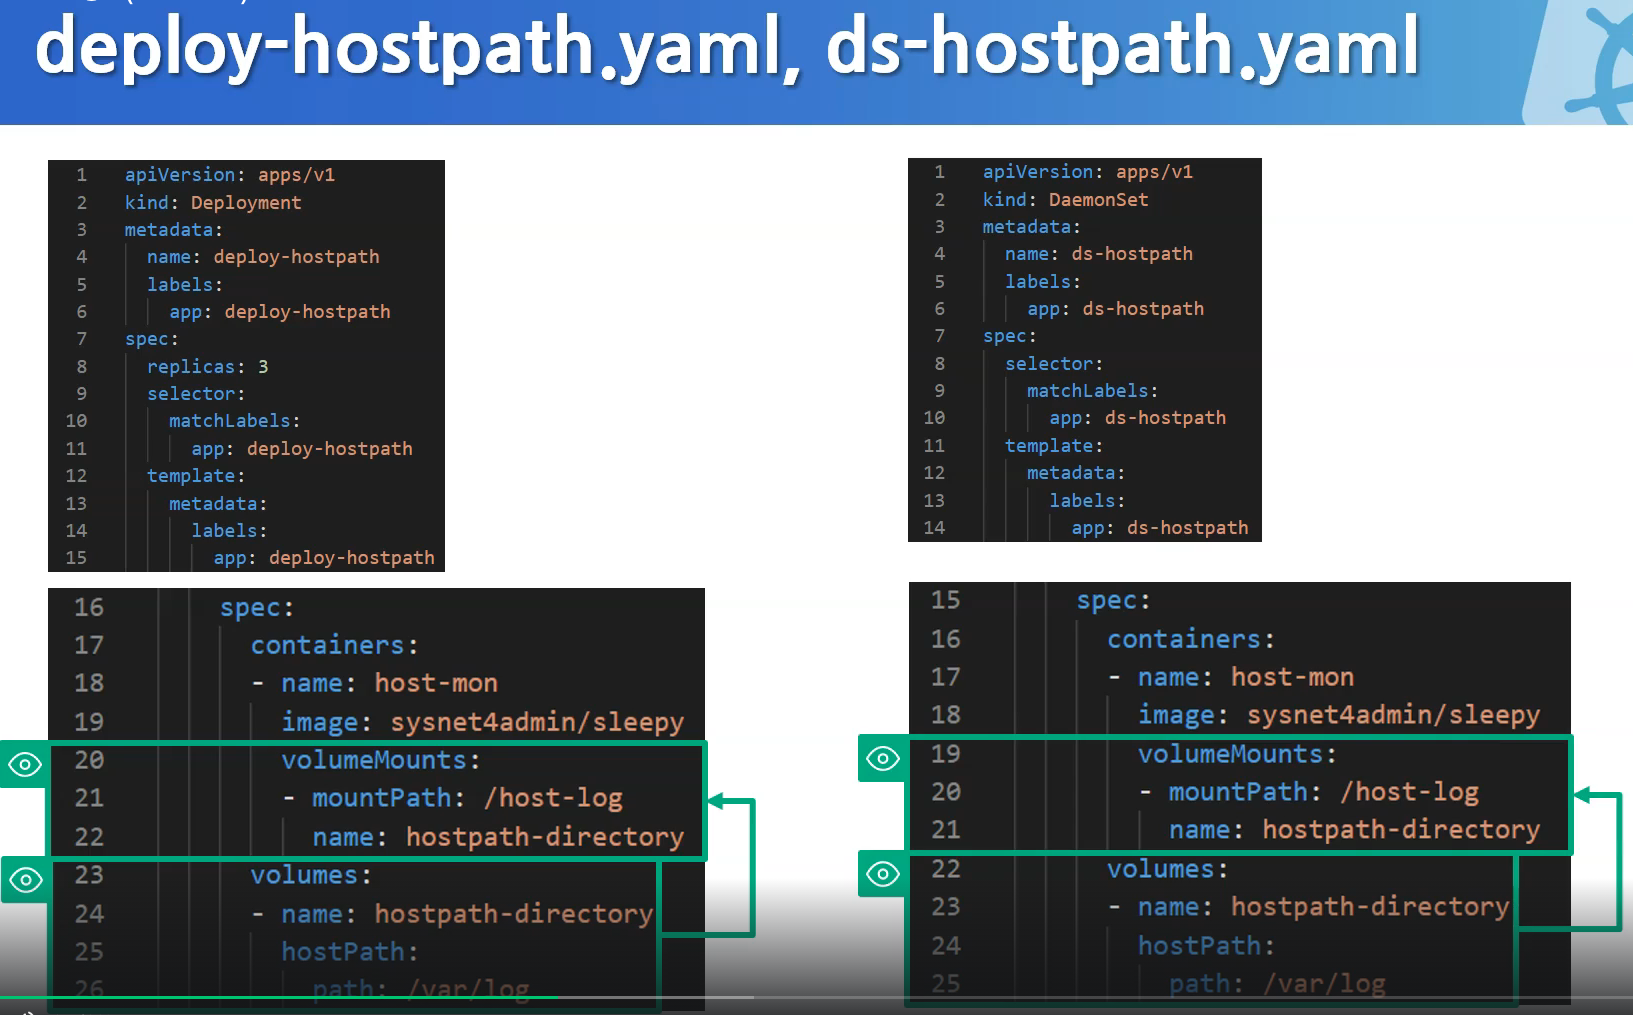 deploy-hostpath.yaml, ds-hostpath.yaml
1 apiVersion: apps/v1
2 kind: Deployment
3 metadata:
4 name: deploy-hostpath
5 labels:
6 app: deploy-hostpath
7 spec:
8 replicas: 3
9 selector:
10 matchLabels:
11 app: deploy-hostpath
12 template:
13 metadata:
14 labels:
15 app: deploy-hostpath
16 spec:
17 containers:
18 - name: host-mon
19 image: sysnet4admin/sleepy
20 volumeMounts:
21 - mountPath: /host-log
22 name: hostpath-directory
23 volumes:
24 - name: hostpath-directory
25 hostPath:
26 path: /var/log
1 apiVersion: apps/v1
2 kind: DaemonSet
3 metadata:
4 name: ds-hostpath
5 labels:
6 app: ds-hostpath
7 spec:
8 selector:
9 matchLabels:
10 app: ds-hostpath
11 template:
12 metadata:
13 labels:
14 app: ds-hostpath
15 spec:
16 containers:
17 - name: host-mon
18 image: sysnet4admin/sleepy
19 volumeMounts:
20 - mountPath: /host-log
21 name: hostpath-directory
22 volumes:
23 - name: hostpath-directory
24 hostPath:
25 path: /var/log